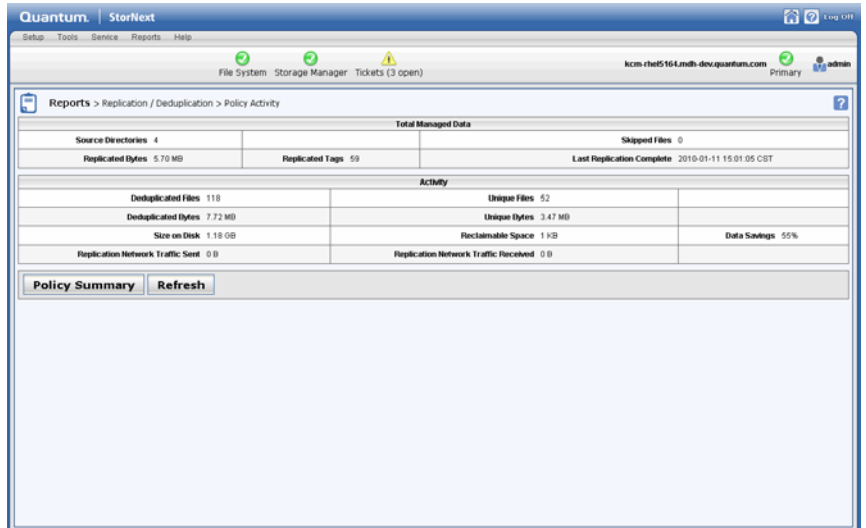 Quantum. StorNext Log Off
Setup Tools Service Reports Help
File System Storage Manager Tickets (3 open) kcm-rhel5164.mdh-dev.quantum.com Primary admin
Reports > Replication / Deduplication > Policy Activity
Total Managed Data
Source Directories 4 Skipped Files 0
Replicated Bytes 5.70 MB Replicated Tags 59 Last Replication Complete 2010-01-11 15:01:05 CST
Activity
Deduplicated Files 118 Unique Files 52
Deduplicated Bytes 7.72 MB Unique Bytes 3.47 MB
Size on Disk 1.18 GB Reclaimable Space 1 KB Data Savings 55%
Replication Network Traffic Sent 0 B Replication Network Traffic Received 0 B
Policy Summary Refresh